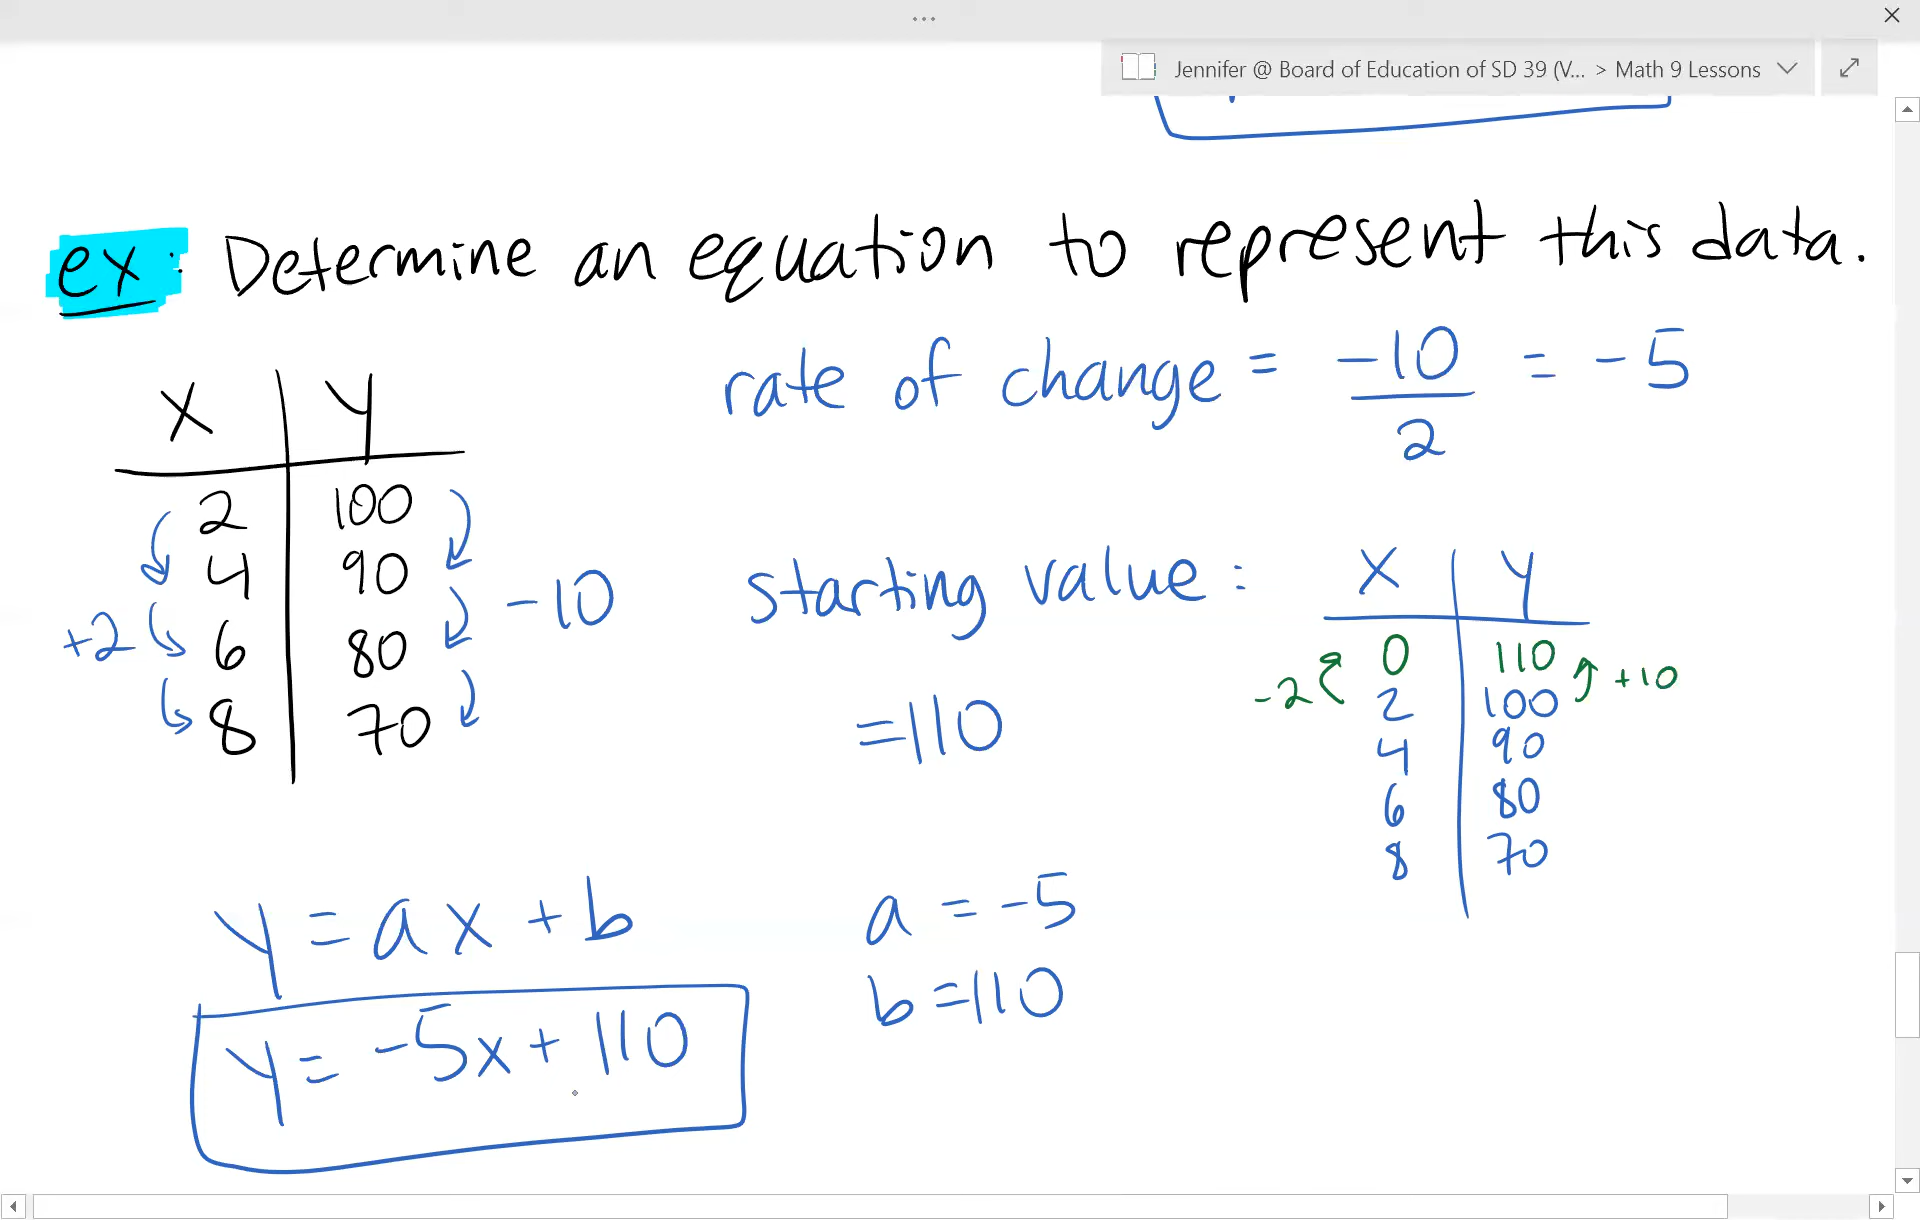 Jennifer @ Board of Education of SD 39 (V... > Math 9 Lessons
ex: Determine an equation to represent this data.
rate of change = -10/2 = -5
x | y
2 | 100
4 | 90
6 | 80
8 | 70
+2
-10
starting value:
=110
x | y
0 | 110
2 | 100
4 | 90
6 | 80
8 | 70
-2
+10
y = ax + b
a = -5
b = 110
y = -5x + 110